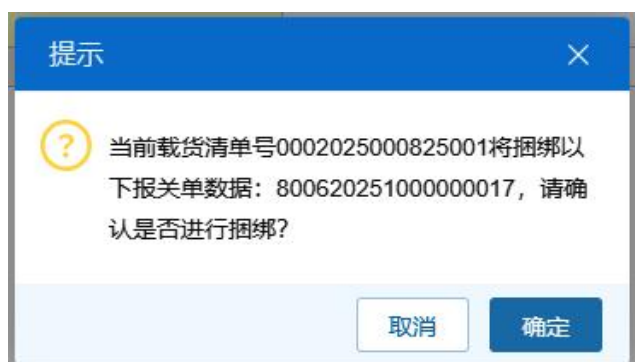 提示
当前载货清单号0002025000825001将捆绑以
下报关单数据：800620251000000017，请确
认是否进行捆绑？
取消
确定